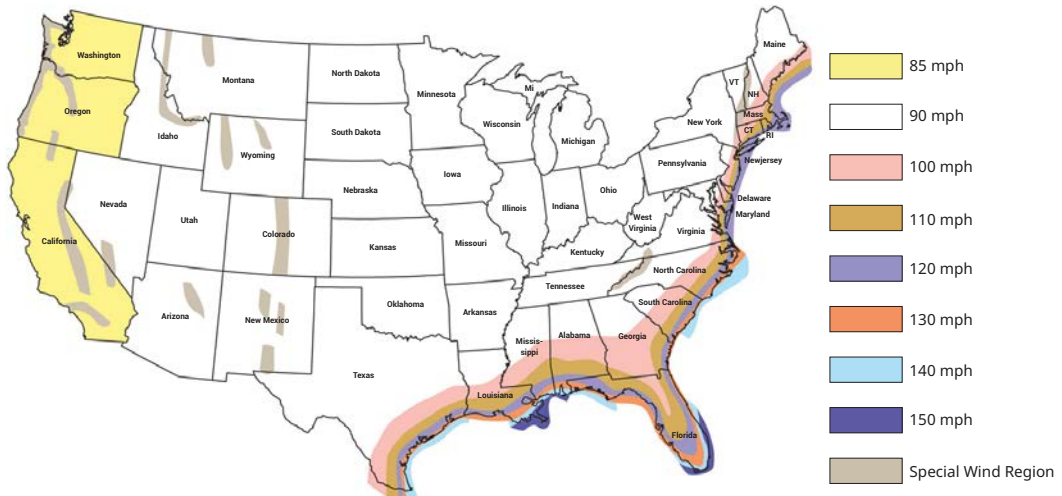 Washington
Oregon
California
Nevada
Idaho
Montana
Wyoming
Utah
Colorado
Arizona
New Mexico
North Dakota
South Dakota
Nebraska
Kansas
Oklahoma
Texas
Minnesota
Iowa
Missouri
Arkansas
Louisiana
Wisconsin
Mi
Michigan
Illinois
Indiana
Ohio
Kentucky
Tennessee
Missis-
sippi
Alabama
Georgia
Florida
South Carolina
North Carolina
Virginia
West
Virginia
Pennsylvania
New York
VT
NH
Maine
Mass
CT
RI
Newjersey
Delaware
Maryland
85 mph
90 mph
100 mph
110 mph
120 mph
130 mph
140 mph
150 mph
Special Wind Region